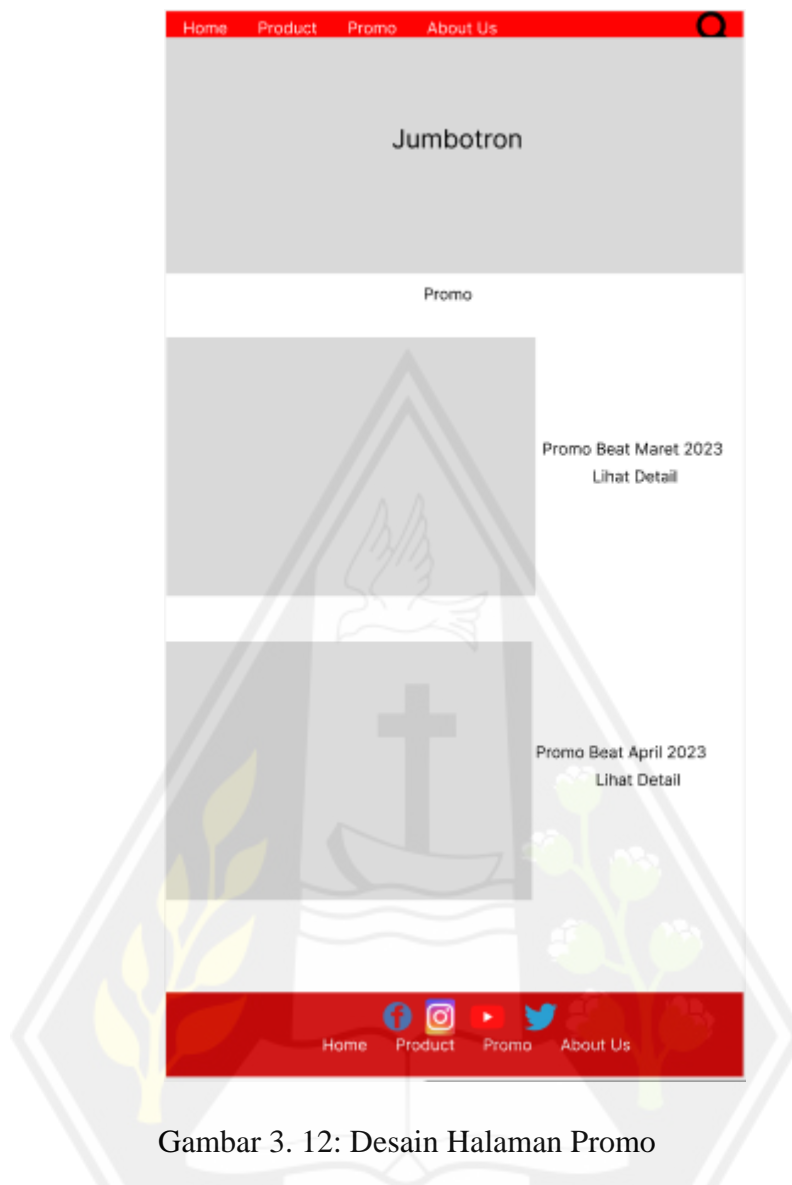 Home Product Promo About Us
Jumbotron
Promo
Promo Beat Maret 2023
Lihat Detail
Promo Beat April 2023
Lihat Detail
Home Product Promo About Us
Gambar 3. 12: Desain Halaman Promo